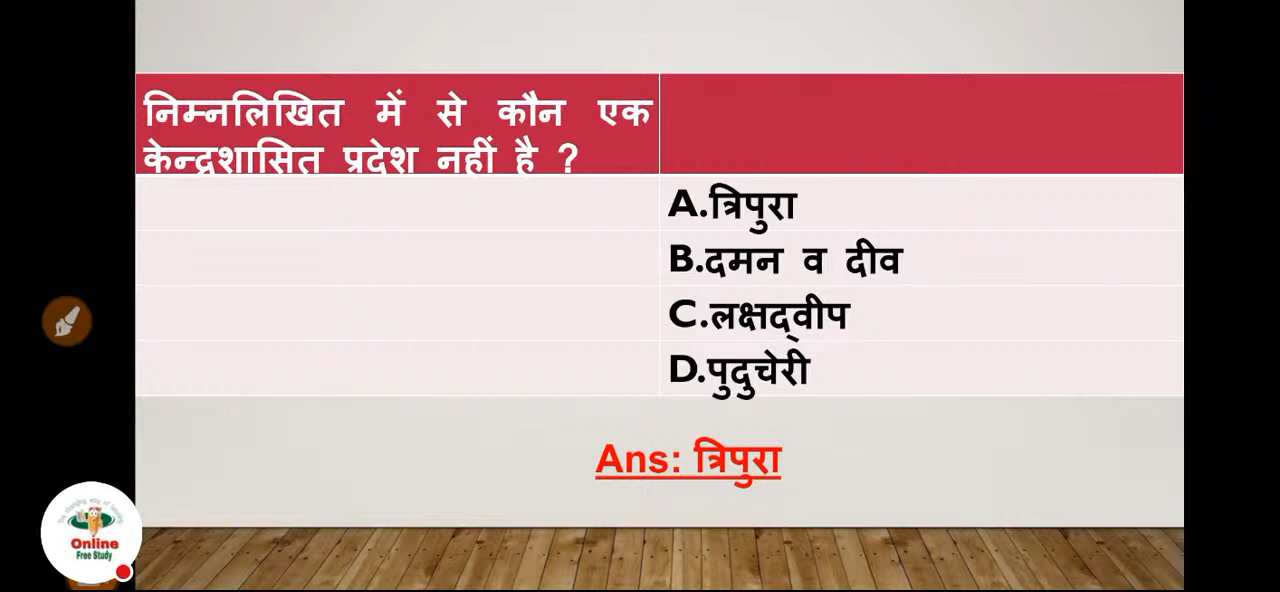 निम्नलिखित में से कौन एक
केन्द्रशासित प्रदेश नहीं है ?
A.त्रिपुरा
B.दमन व दीव
C.लक्षद्वीप
D.पुदुचेरी
Ans: त्रिपुरा
Online
Free Study